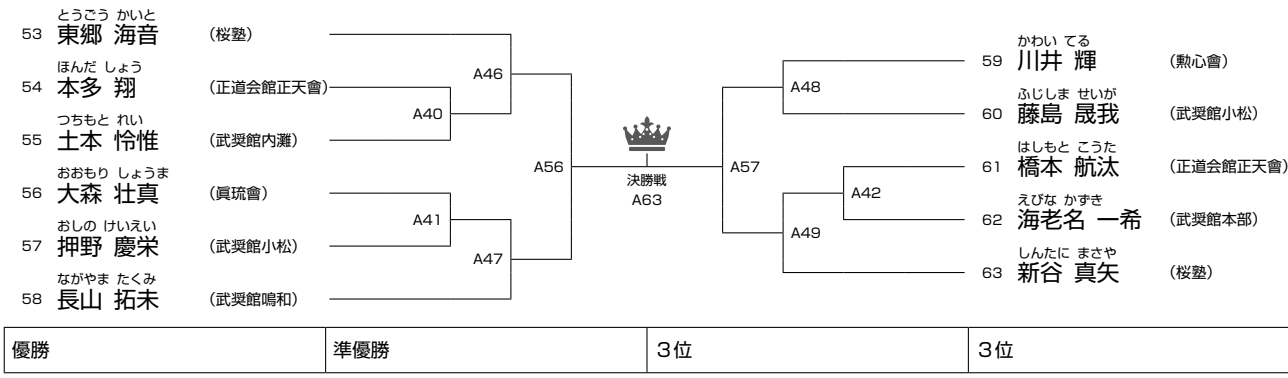 とうごう かいと
53 東郷 海音 (桜塾)
ほんだ しょう
54 本多 翔 (正道会館正天會)
つちもと れい
55 土本 怜惟 (武奨館内灘)
おおもり しょうま
56 大森 壮真 (眞琉會)
おしの けいえい
57 押野 慶栄 (武奨館小松)
ながやま たくみ
58 長山 拓未 (武奨館鳴和)
A46
A40
A41
A47
A56
決勝戦
A63
A57
A48
A42
A49
かわい てる
59 川井 輝 (勲心會)
ふじしま せいが
60 藤島 晟我 (武奨館小松)
はしもと こうた
61 橋本 航汰 (正道会館正天會)
えびな かずき
62 海老名 一希 (武奨館本部)
しんたに まさや
63 新谷 真矢 (桜塾)
優勝 準優勝 3位 3位